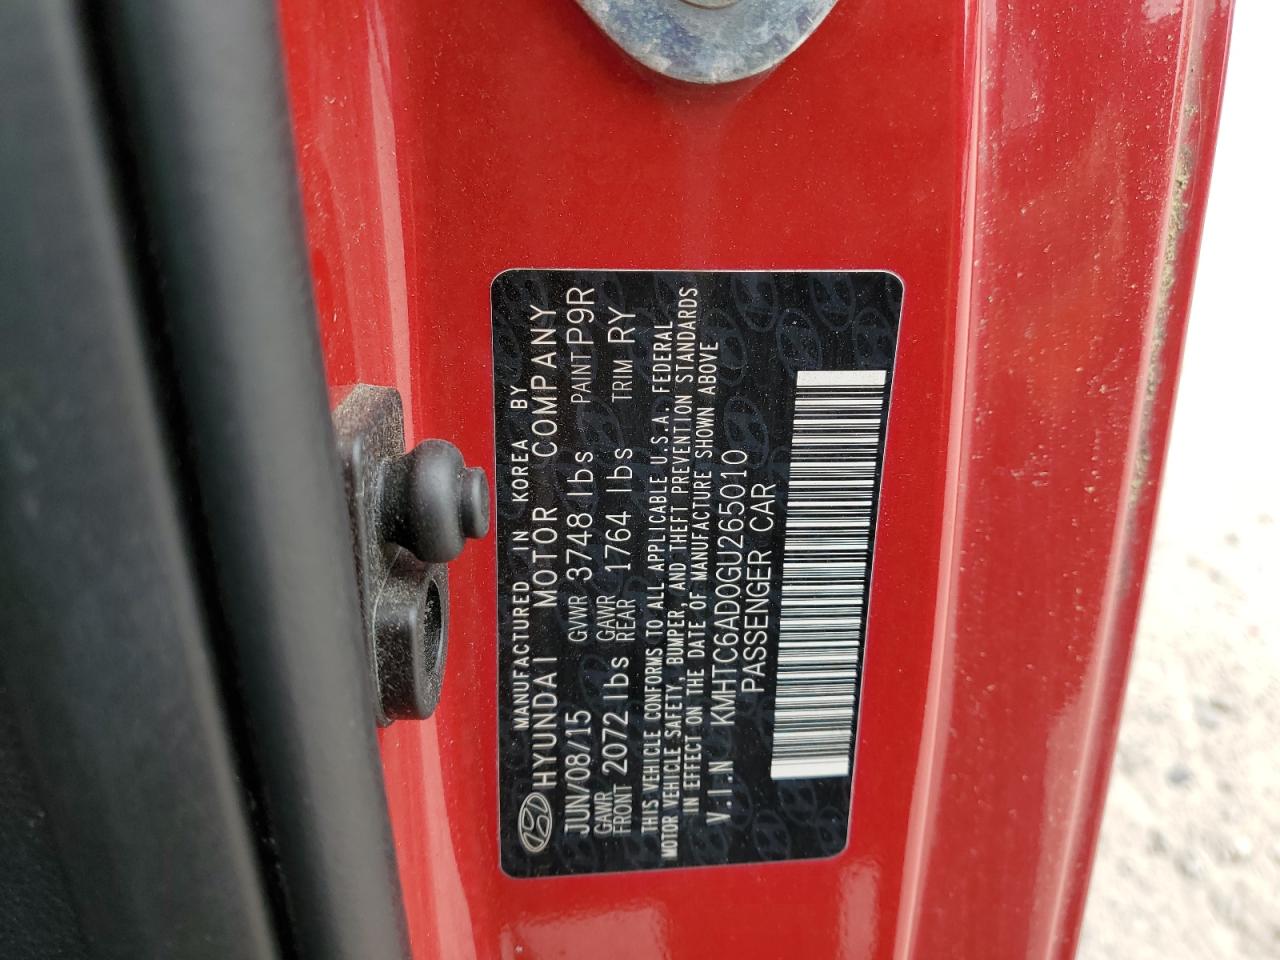 MANUFACTURED IN KOREA BY
HYUNDAI MOTOR COMPANY
JUN/08/15 GVWR 3748 lbs PAINT P9R
GAWR FRONT 2072 lbs GAWR REAR 1764 lbs TRIM RY
THIS VEHICLE CONFORMS TO ALL APPLICABLE U.S.A. FEDERAL
MOTOR VEHICLE SAFETY, BUMPER, AND THEFT PREVENTION STANDARDS
IN EFFECT ON THE DATE OF MANUFACTURE SHOWN ABOVE
V.I.N KMHTC6AD0GU265010
PASSENGER CAR